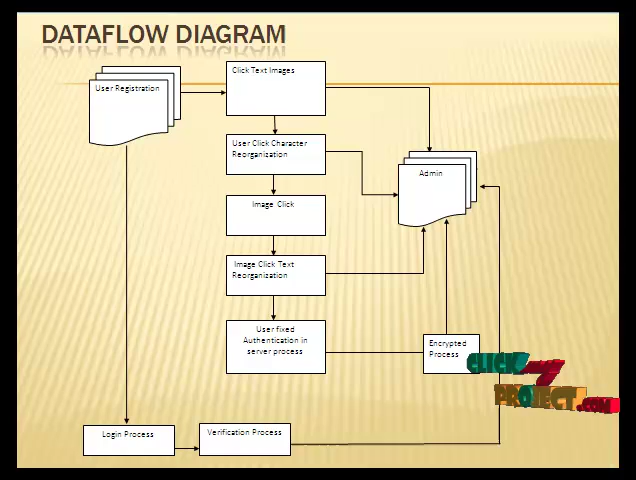 DATAFLOW DIAGRAM
User Registration
Click Text Images
User Click Character
Reorganization
Admin
Image Click
Image Click Text
Reorganization
User fixed
Authentication in
server process
Encrypted
Process
CLICK
MY
PROJECT.COM
Login Process
Verification Process